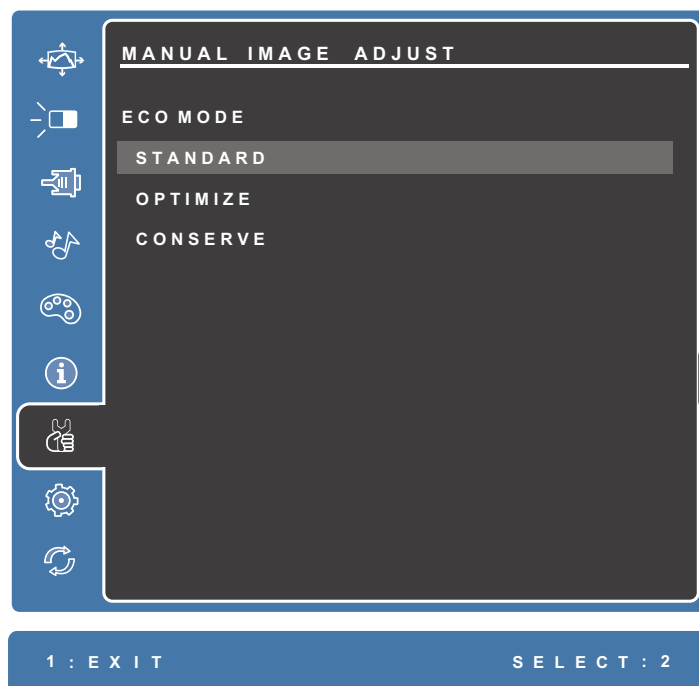 MANUAL IMAGE ADJUST
ECO MODE
STANDARD
OPTIMIZE
CONSERVE
1 : EXIT
SELECT : 2